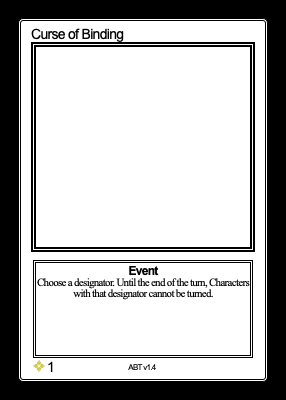 Curse of Binding
Event
Choose a designator. Until the end of the turn, Characters
with that designator cannot be turned.
1
ABT v1.4